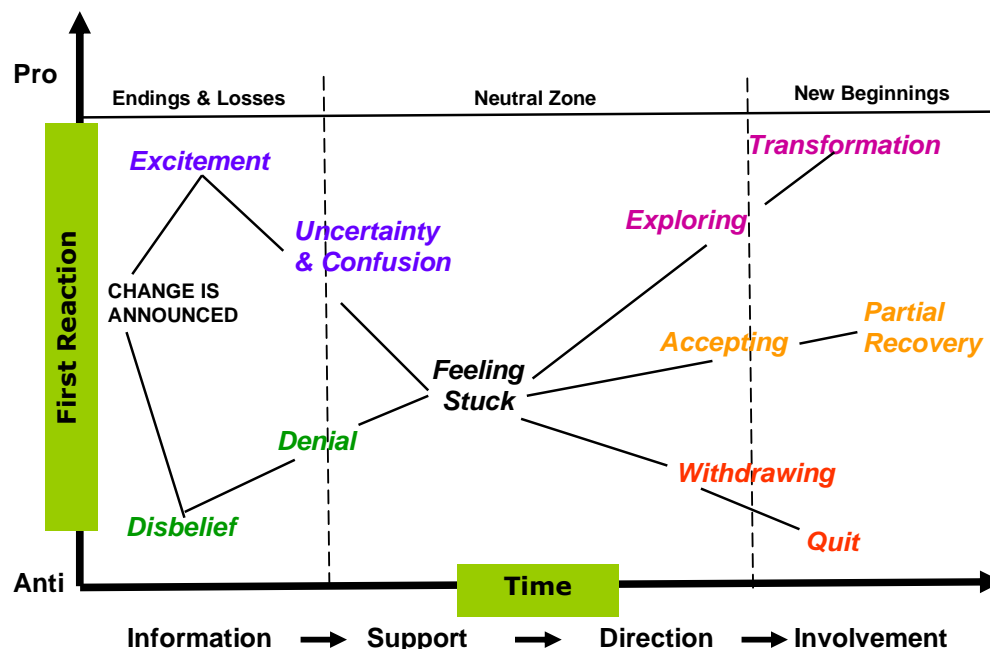 Pro
Endings & Losses
Neutral Zone
New Beginnings
Excitement
Transformation
Uncertainty
& Confusion
Exploring
First Reaction
CHANGE IS
ANNOUNCED
Partial
Recovery
Accepting
Feeling
Stuck
Denial
Withdrawing
Disbelief
Quit
Anti
Time
Information
Support
Direction
Involvement